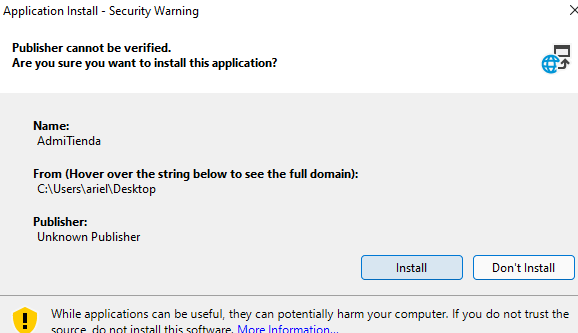 Application Install - Security Warning
Publisher cannot be verified.
Are you sure you want to install this application?
Name:
AdmiTienda
From (Hover over the string below to see the full domain):
C:\Users\ariel\Desktop
Publisher:
Unknown Publisher
Install
Don't Install
While applications can be useful, they can potentially harm your computer. If you do not trust the
source, do not install this software. More Information...